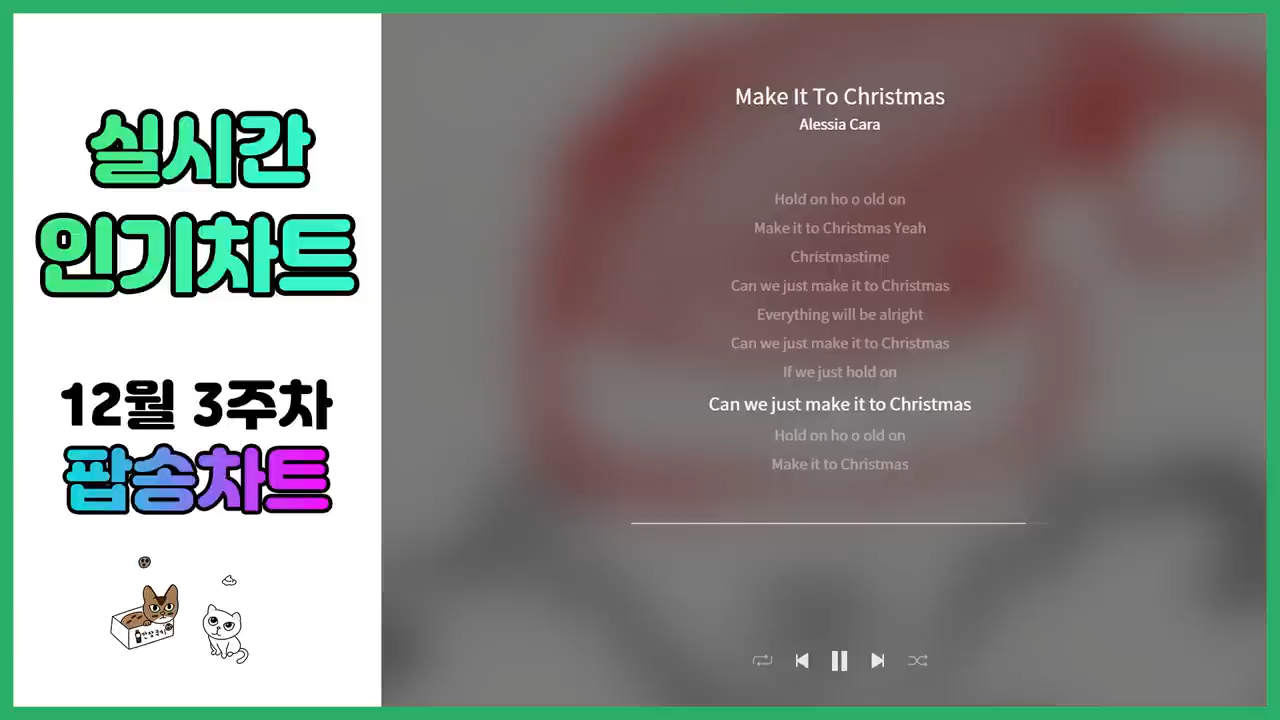 실시간
인기차트
12월 3주차
팝송차트
Make It To Christmas
Alessia Cara
Hold on ho o old on
Make it to Christmas Yeah
Christmastime
Can we just make it to Christmas
Everything will be alright
Can we just make it to Christmas
If we just hold on
Can we just make it to Christmas
Hold on ho o old on
Make it to Christmas